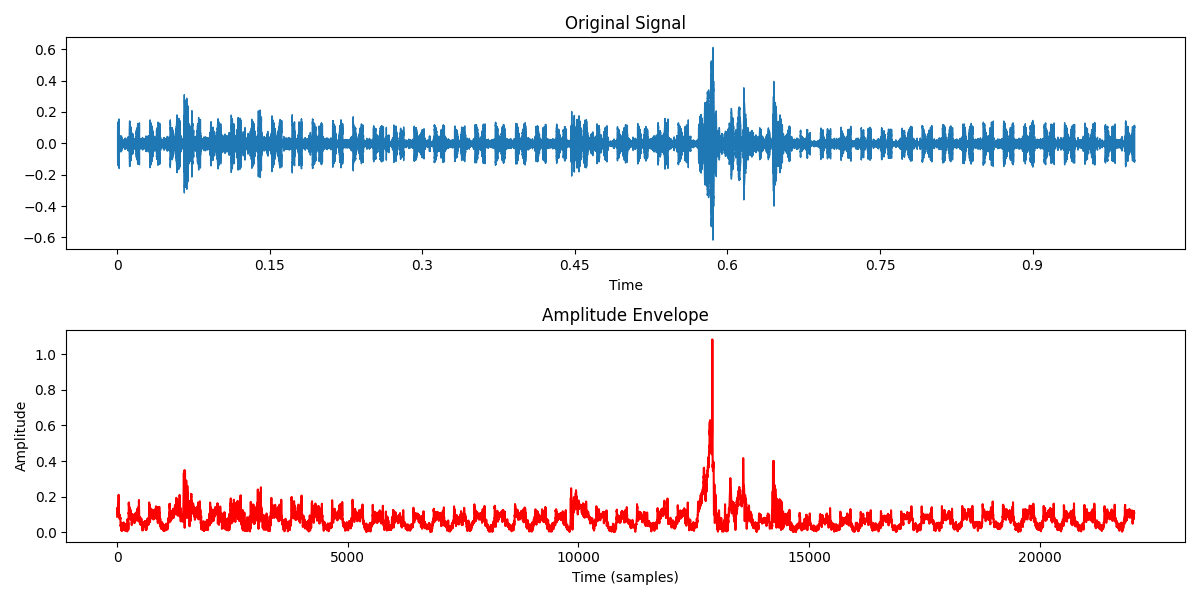 Original Signal
0.6
0.4
0.2
0.0
−0.2
−0.4
−0.6
0 0.15 0.3 0.45 0.6 0.75 0.9
Time
Amplitude Envelope
Amplitude
1.0
0.8
0.6
0.4
0.2
0.0
0 5000 10000 15000 20000
Time (samples)